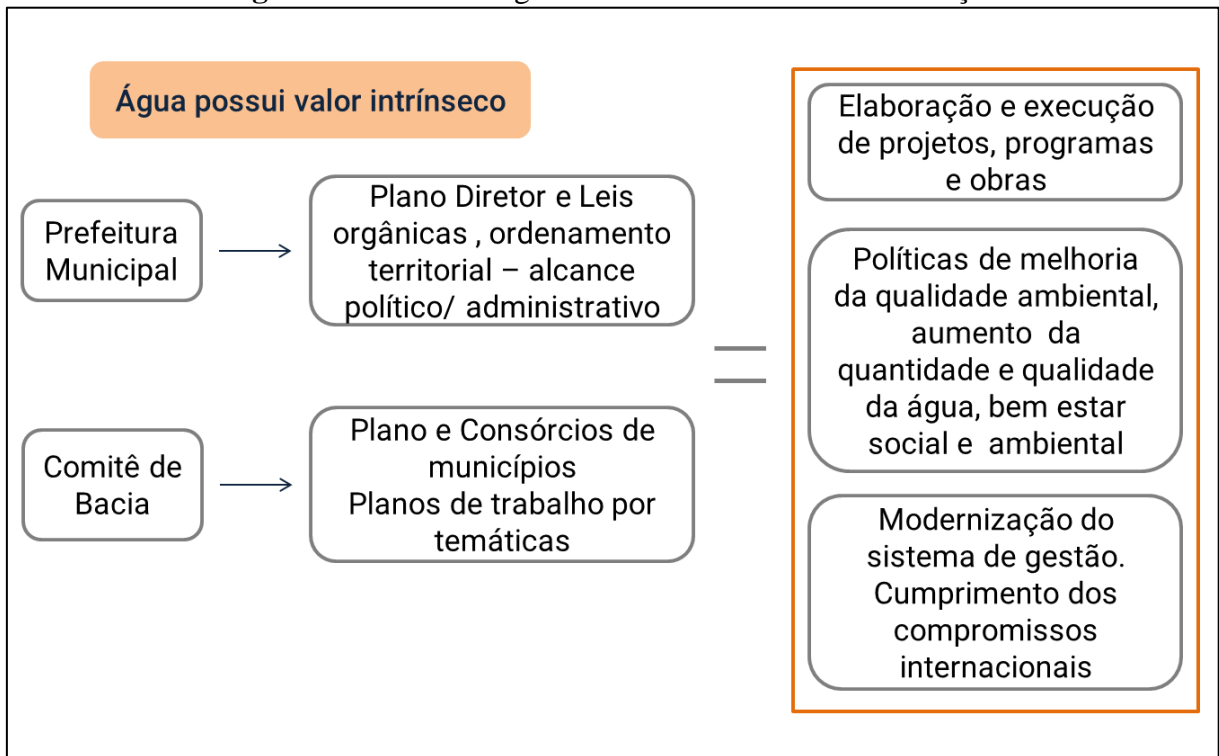 Água possui valor intrínseco
Prefeitura
Municipal
Plano Diretor e Leis
orgânicas , ordenamento
territorial – alcance
político/ administrativo
Comitê de
Bacia
Plano e Consórcios de
municípios
Planos de trabalho por
temáticas
Elaboração e execução
de projetos, programas
e obras
Políticas de melhoria
da qualidade ambiental,
aumento da
quantidade e qualidade
da água, bem estar
social e ambiental
Modernização do
sistema de gestão.
Cumprimento dos
compromissos
internacionais